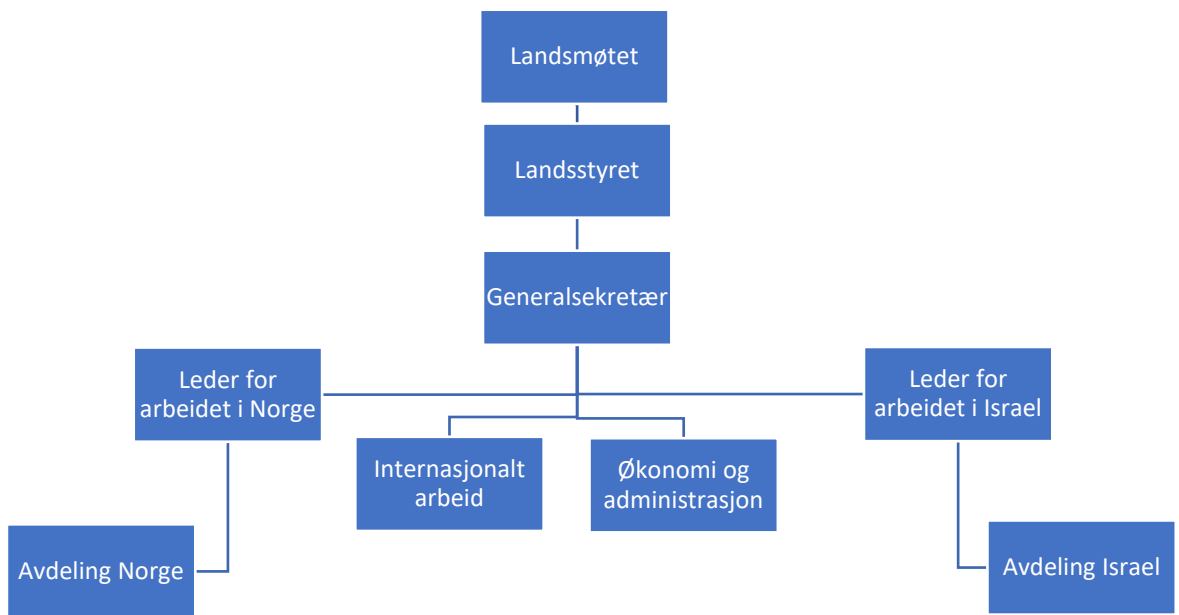 Landsmøtet
Landsstyret
Generalsekretær
Leder for
arbeidet i Norge
Leder for
arbeidet i Israel
Internasjonalt
arbeid
Økonomi og
administrasjon
Avdeling Norge
Avdeling Israel